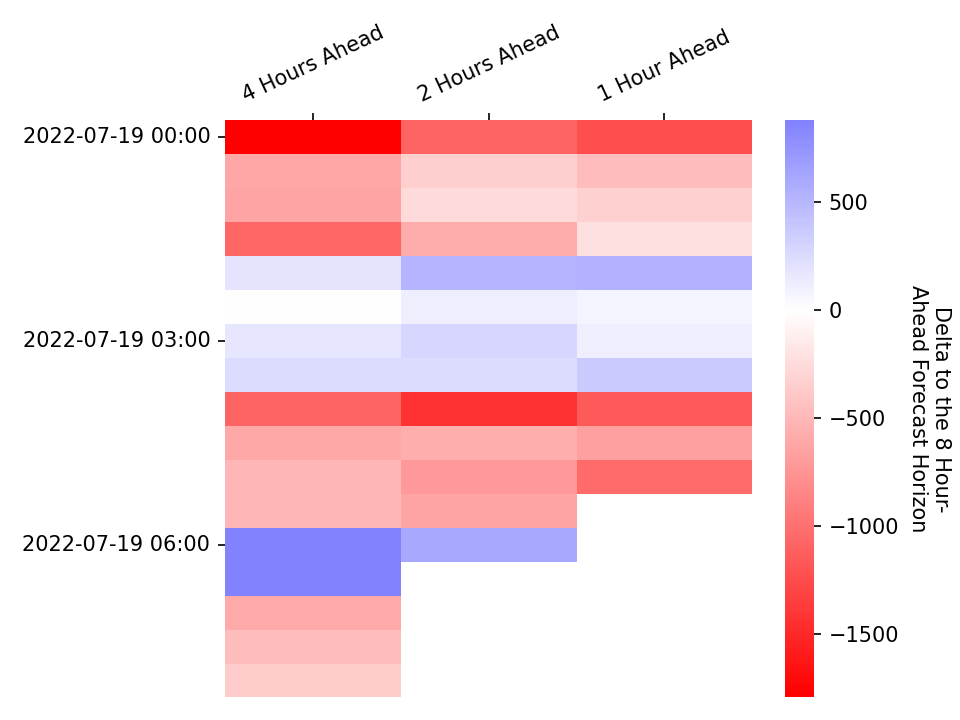 4 Hours Ahead
2 Hours Ahead
1 Hour Ahead
2022-07-19 00:00
2022-07-19 03:00
2022-07-19 06:00
500
0
−500
−1000
−1500
Delta to the 8 Hour-
Ahead Forecast Horizon